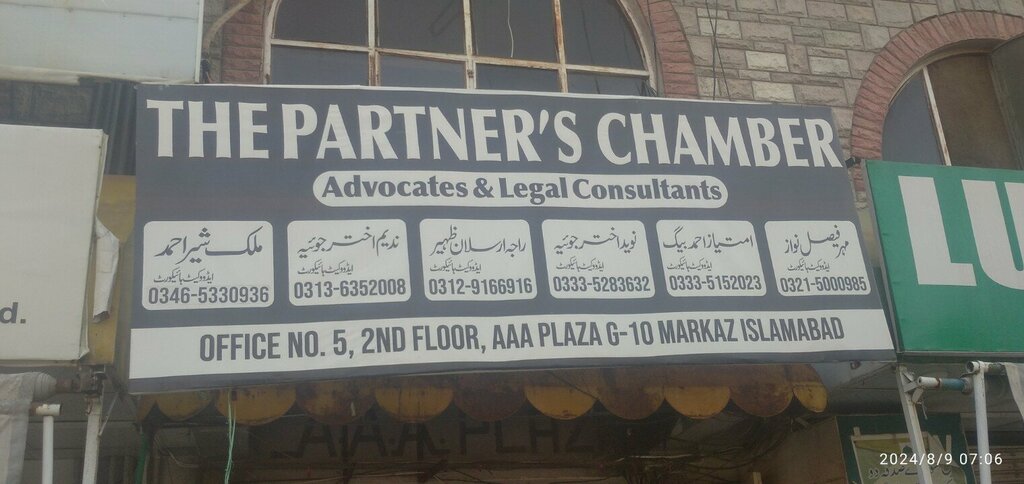 THE PARTNER'S CHAMBER
Advocates & Legal Consultants
ملک شیر احمد
ایڈووکیٹ ہائیکورٹ
0346-5330936
ندیم اختر جوئیہ
ایڈووکیٹ ہائیکورٹ
0313-6352008
راجہ ارسلان ظہیر
ایڈووکیٹ ہائیکورٹ
0312-9166916
نوید اختر جوئیہ
ایڈووکیٹ ہائیکورٹ
0333-5283632
امتیاز احمد بیگ
ایڈووکیٹ ہائیکورٹ
0333-5152023
مہر فیصل نواز
ایڈووکیٹ ہائیکورٹ
0321-5000985
OFFICE NO. 5, 2ND FLOOR, AAA PLAZA G-10 MARKAZ ISLAMABAD
d.
LU
2024/8/9 07:06